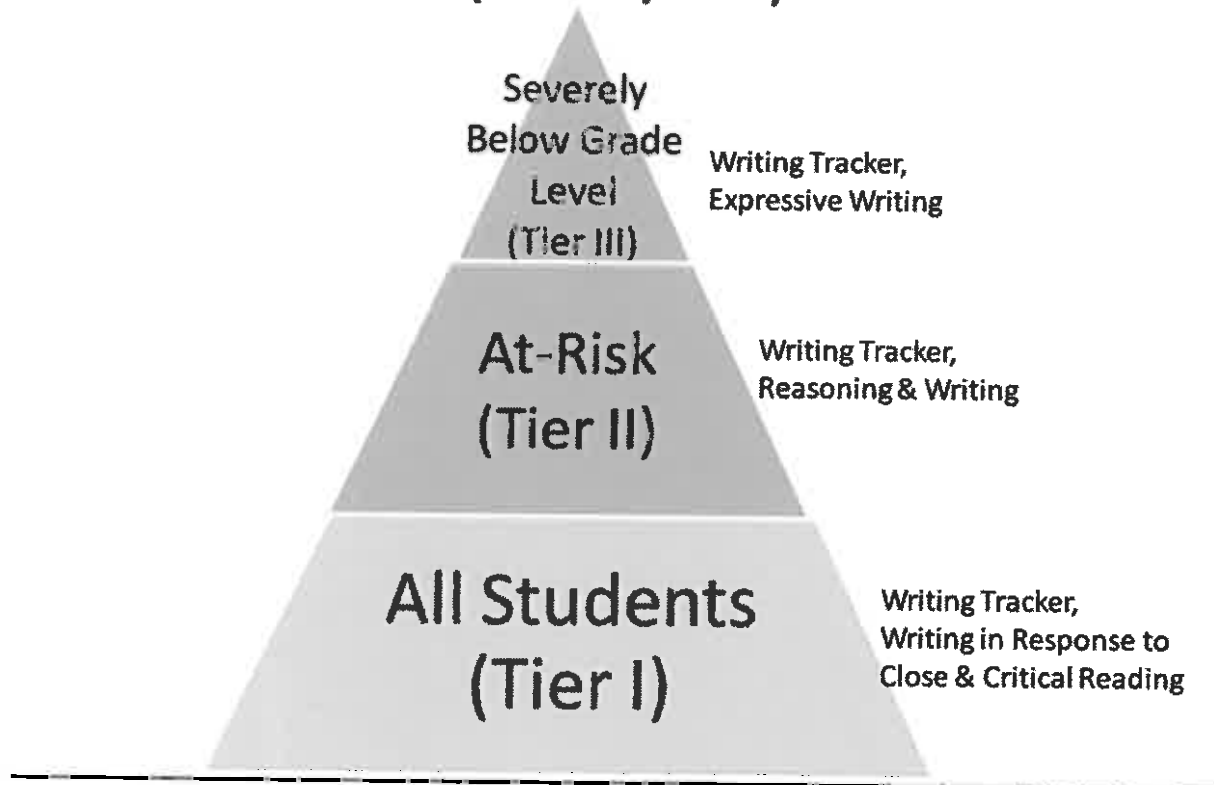 Severely
Below Grade
Level
(Tier III)
Writing Tracker,
Expressive Writing
At-Risk
(Tier II)
Writing Tracker,
Reasoning & Writing
All Students
(Tier I)
Writing Tracker,
Writing in Response to
Close & Critical Reading